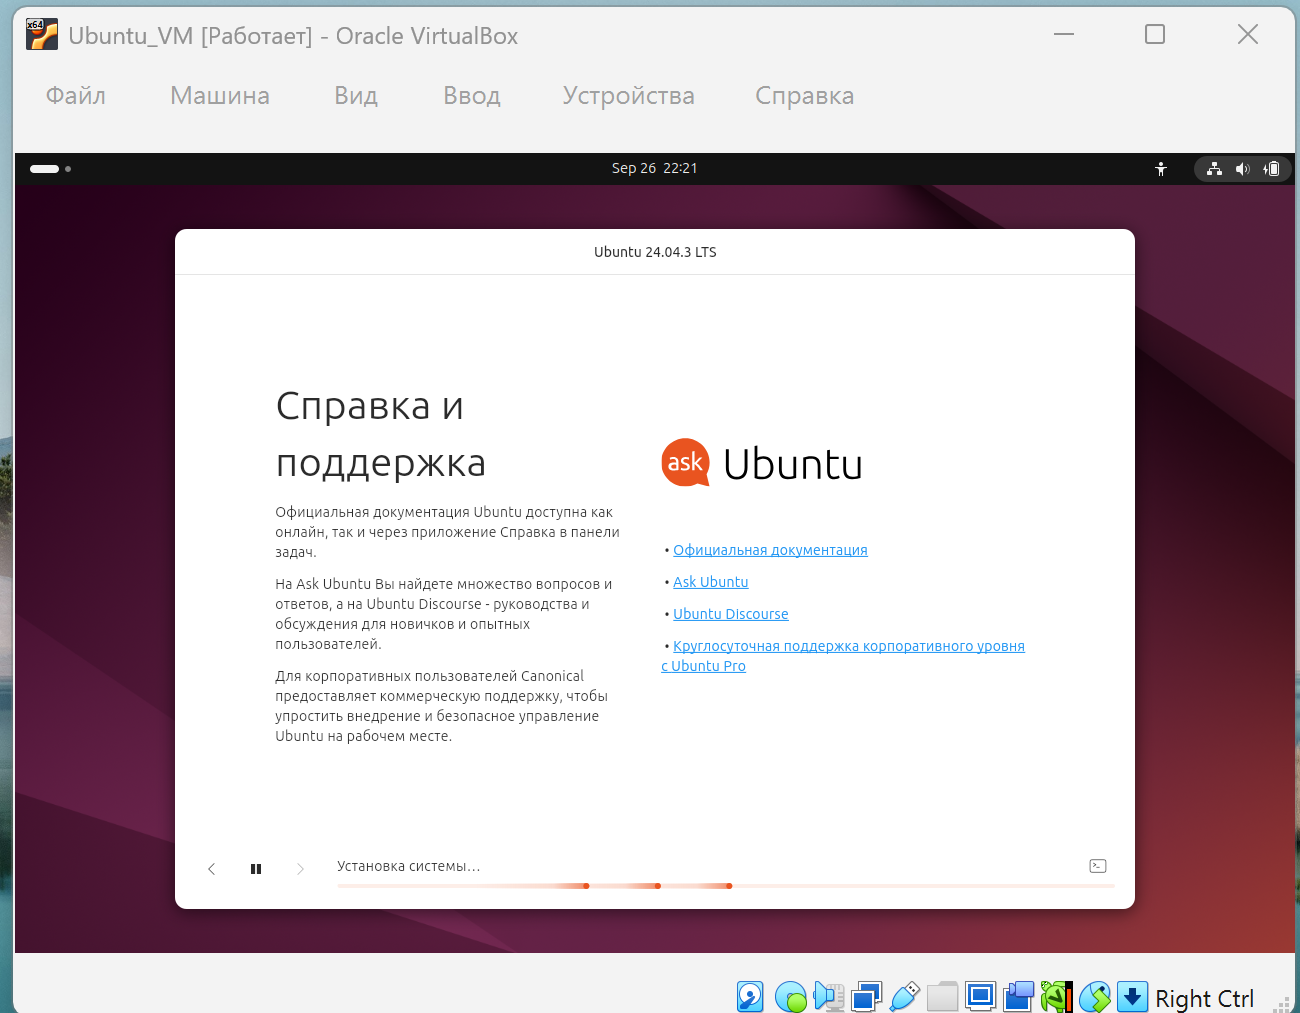 x64
Ubuntu_VM [Работает] - Oracle VirtualBox
Файл Машина Вид Ввод Устройства Справка
Sep 26 22:21
Ubuntu 24.04.3 LTS
Справка и
поддержка
Официальная документация Ubuntu доступна как
онлайн, так и через приложение Справка в панели
задач.
На Ask Ubuntu Вы найдете множество вопросов и
ответов, а на Ubuntu Discourse - руководства и
обсуждения для новичков и опытных
пользователей.
Для корпоративных пользователей Canonical
предоставляет коммерческую поддержку, чтобы
упростить внедрение и безопасное управление
Ubuntu на рабочем месте.
ask Ubuntu
• Официальная документация
• Ask Ubuntu
• Ubuntu Discourse
• Круглосуточная поддержка корпоративного уровня
с Ubuntu Pro
Установка системы...
Right Ctrl